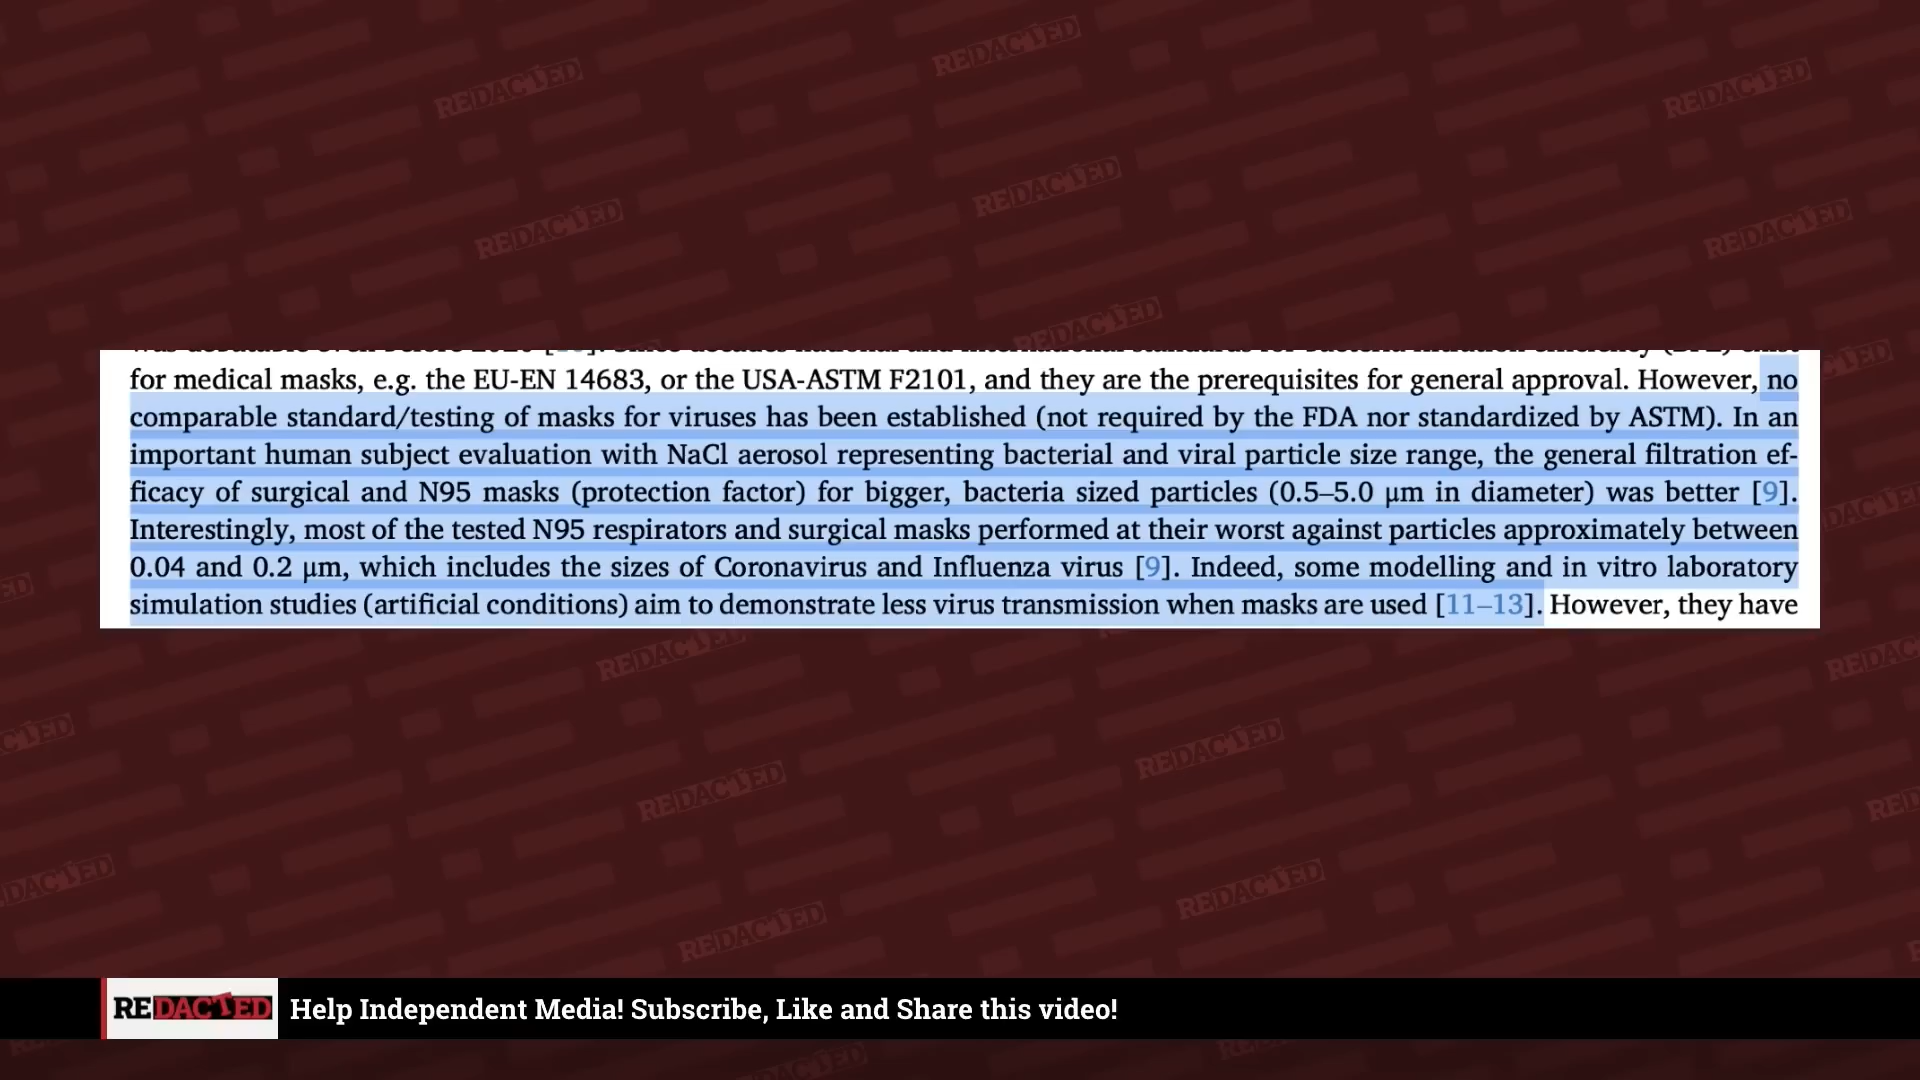 for medical masks, e.g. the EU-EN 14683, or the USA-ASTM F2101, and they are the prerequisites for general approval. However, no
comparable standard/testing of masks for viruses has been established (not required by the FDA nor standardized by ASTM). In an
important human subject evaluation with NaCl aerosol representing bacterial and viral particle size range, the general filtration ef-
ficacy of surgical and N95 masks (protection factor) for bigger, bacteria sized particles (0.5–5.0 μm in diameter) was better [9].
Interestingly, most of the tested N95 respirators and surgical masks performed at their worst against particles approximately between
0.04 and 0.2 μm, which includes the sizes of Coronavirus and Influenza virus [9]. Indeed, some modelling and in vitro laboratory
simulation studies (artificial conditions) aim to demonstrate less virus transmission when masks are used [11–13]. However, they have
REDACTED Help Independent Media! Subscribe, Like and Share this video!